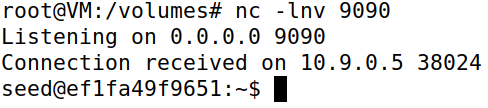 root@VM:/volumes# nc -lnv 9090
Listening on 0.0.0.0 9090
Connection received on 10.9.0.5 38024
seed@ef1fa49f9651:~$